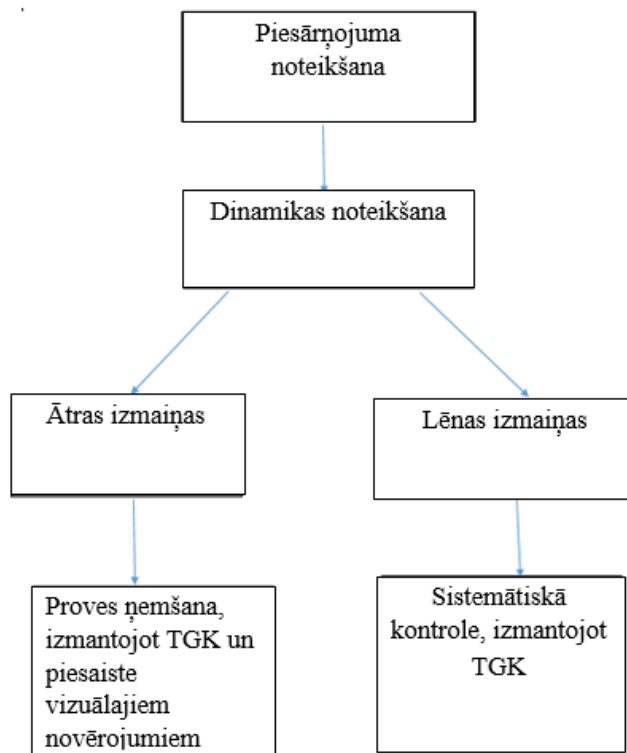 Piesārņojuma
noteikšana
Dinamikas noteikšana
Ātras izmaiņas
Lēnas izmaiņas
Proves ņemšana,
izmantojot TGK un
piesaiste
vizuālajiem
novērojumiem
Sistemātiskā
kontrole, izmantojot
TGK